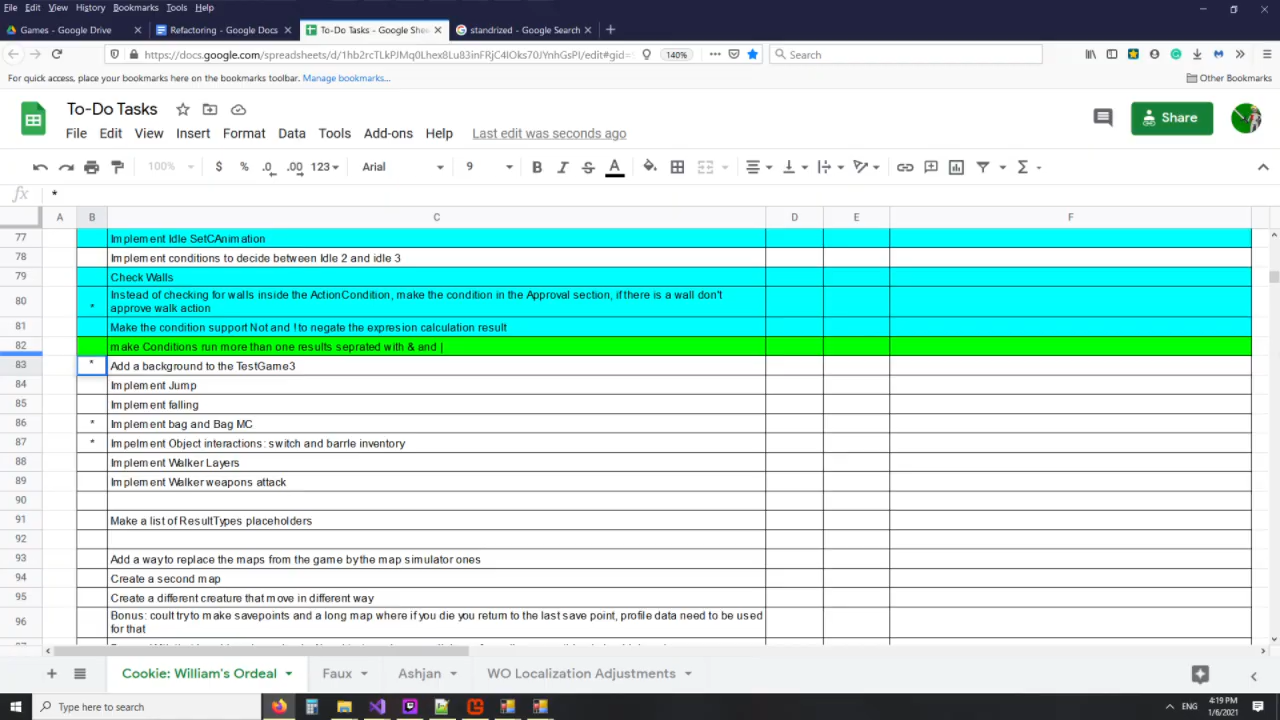 File Edit View History Bookmarks Tools Help
Games - Google Drive
Refactoring - Google Docs
To-Do Tasks - Google Shee
standrized - Google Search
https://docs.google.com/spreadsheets/d/
140%
Search
For quick access, place your bookmarks here on the bookmarks toolbar. Manage bookmarks...
Other Bookmarks
To-Do Tasks
Share
File Edit View Insert Format Data Tools Add-ons Help Last edit was seconds ago
100% $ % .0 .00 123 Arial 9 B I S A Σ
fx *
A B C D E F
77 Implement Idle SetCAnimation
78 Implement conditions to decide between Idle 2 and idle 3
79 Check Walls
80 * Instead of checking for walls inside the ActionCondition, make the condition in the Approval section, if there is a wall don't
approve walk action
81 Make the condition support Not and ! to negate the expresion calculation result
82 make Conditions run more than one results seprated with & and |
83 * Add a background to the TestGame3
84 Implement Jump
85 Implement falling
86 * Implement bag and Bag MC
87 * Impelment Object interactions: switch and barrle inventory
88 Implement Walker Layers
89 Implement Walker weapons attack
90
91 Make a list of ResultTypes placeholders
92
93 Add a way to replace the maps from the game by the map simulator ones
94 Create a second map
95 Create a different creature that move in different way
96 Bonus: coult try to make savepoints and a long map where if you die you return to the last save point, profile data need to be used
for that
Cookie: William's Ordeal Faux Ashjan WO Localization Adjustments
Type here to search
ENG
4:19 PM
1/6/2021